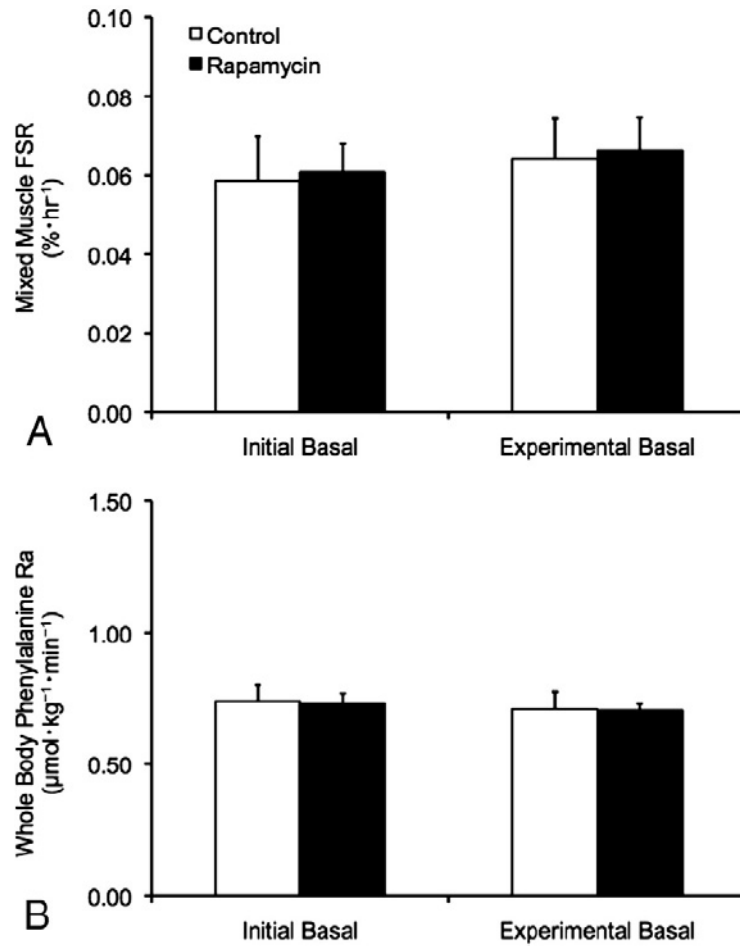 Mixed Muscle FSR
(%·hr⁻¹)
0.10
0.08
0.06
0.04
0.02
0.00
Control
Rapamycin
A
Initial Basal
Experimental Basal
Whole Body Phenylalanine Ra
(µmol·kg⁻¹·min⁻¹)
1.50
1.00
0.50
0.00
B
Initial Basal
Experimental Basal